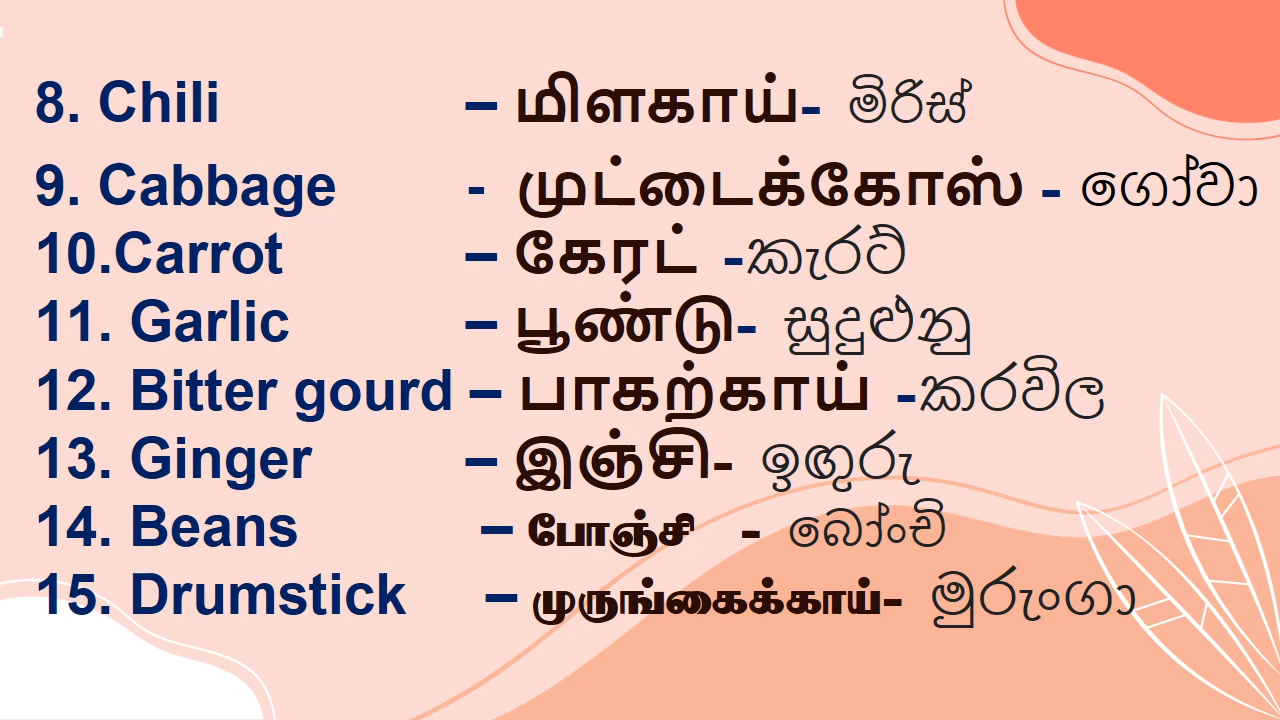 8. Chili – மிளகாய்- මිරිස්
9. Cabbage - முட்டைக்கோஸ் - ගෝවා
10.Carrot – கேரட் -කැරට්
11. Garlic – பூண்டு- සුදුළුනු
12. Bitter gourd – பாகற்காய் -කරවිල
13. Ginger – இஞ்சி- ඉඟුරු
14. Beans – போஞ்சி - බෝංචි
15. Drumstick – முருங்கைக்காய்- මුරුංගා